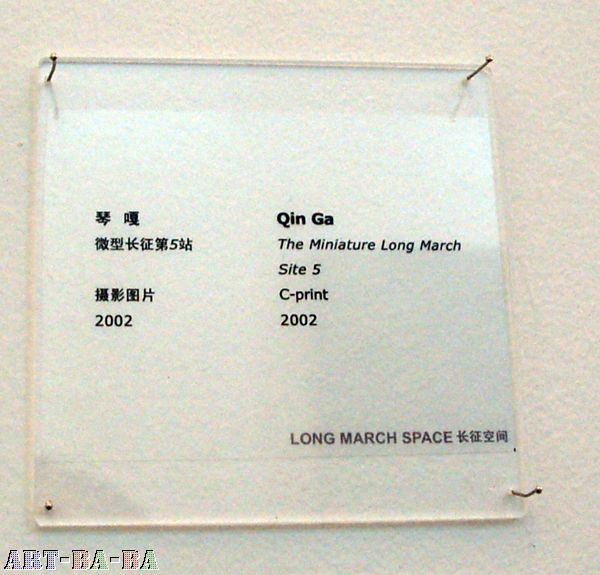 琴 嘎
Qin Ga
微型长征第5站
The Miniature Long March
Site 5
摄影图片
C-print
2002
2002
LONG MARCH SPACE 长征空间
ART-BA-BA